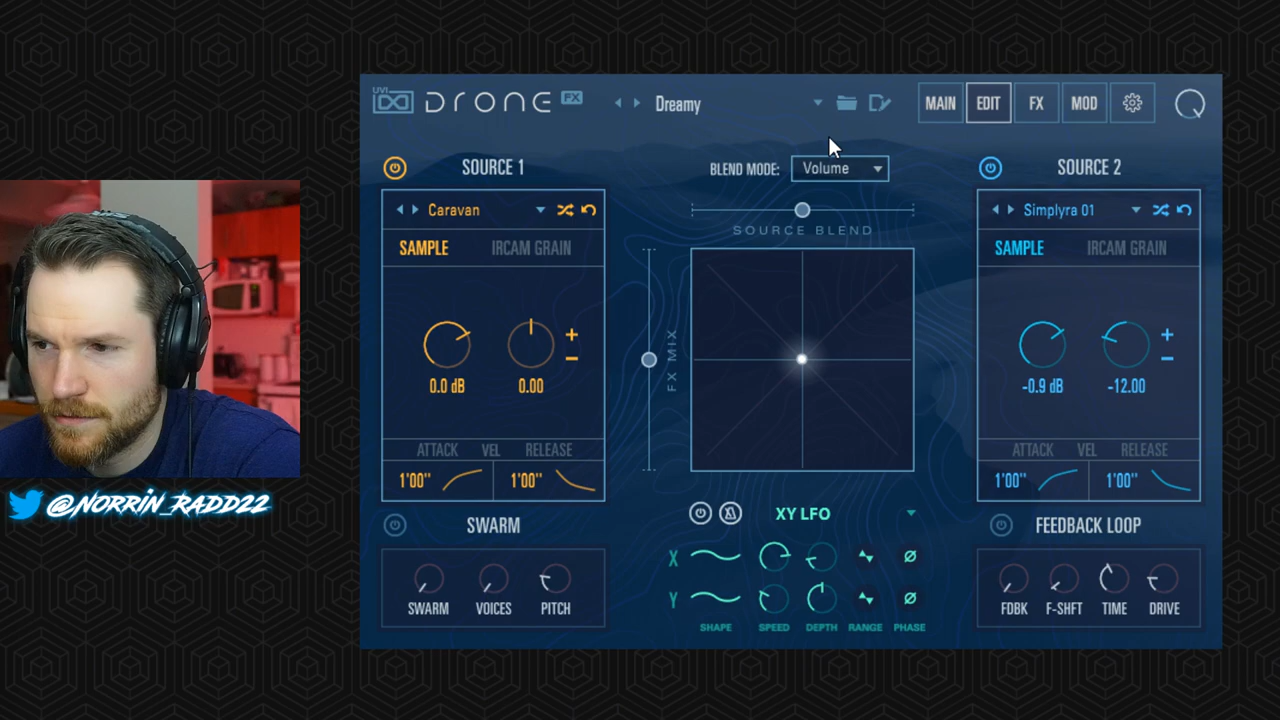 UVI DRONE FX
Dreamy
MAIN EDIT FX MOD
SOURCE 1
BLEND MODE: Volume
SOURCE 2
Caravan
SOURCE BLEND
Simplyra 01
SAMPLE IRCAM GRAIN
SAMPLE IRCAM GRAIN
FX MIX
0.0 dB 0.00
-0.9 dB -12.00
ATTACK VEL RELEASE
ATTACK VEL RELEASE
1'00" 1'00"
1'00" 1'00"
@NORRIN_RADD22
SWARM
XY LFO
FEEDBACK LOOP
X
Y
SWARM VOICES PITCH
SHAPE SPEED DEPTH RANGE PHASE
FDBK F-SHFT TIME DRIVE